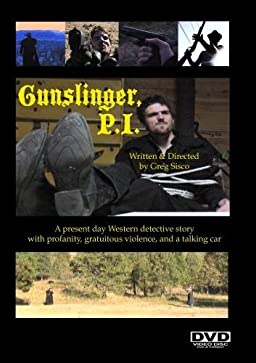 Gunslinger,
P.I.
Written & Directed
by Greg Sisco
A present day Western detective story
with profanity, gratuitous violence, and a talking car
DVD
VIDEO DISC